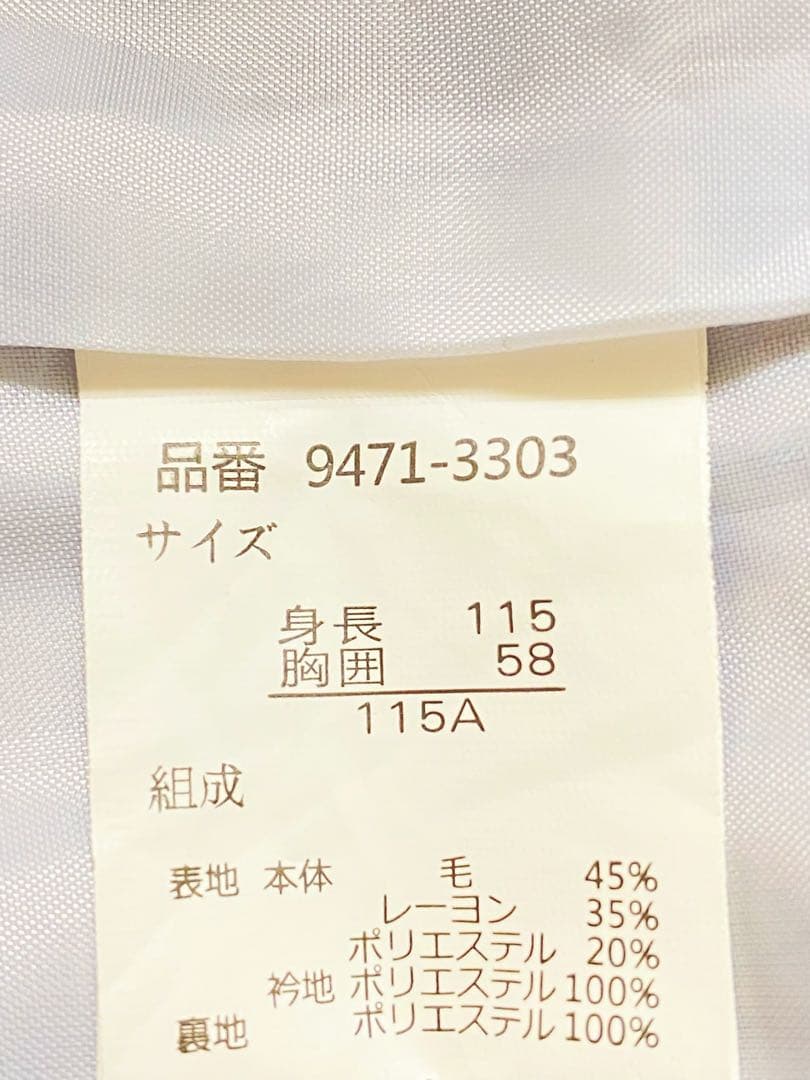 品番 9471-3303
サイズ
身長 115
胸囲 58
115A
組成
表地 本体 毛 45%
レーヨン 35%
ポリエステル 20%
衿地 ポリエステル 100%
裏地 ポリエステル 100%